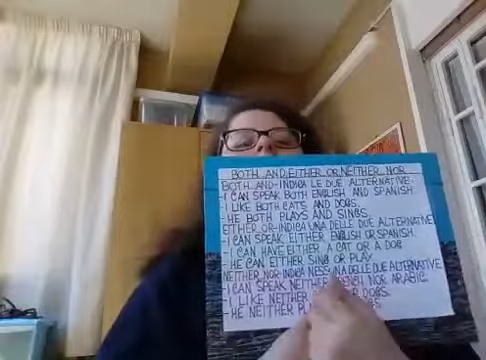 BOTH AND EITHER OR NEITHER NOR
BOTH AND-INDICA LE DUE ALTERNATIVE.
-I CAN SPEAK BOTH ENGLISH AND SPANISH.
-I LIKE BOTH CATS AND DOGS.
-HE BOTH PLAYS AND SINGS.
EITHER OR-INDICA UNA DELLE DUE ALTERNATIVE
-I CAN SPEAK EITHER ENGLISH OR SPANISH.
-I CAN HAVE EITHER A CAT OR A DOG
-HE CAN EITHER SING OR PLAY
NEITHER NOR-INDICA NESSUNA DELLE DUE ALTERNATIVE
-I CAN SPEAK NEITHER NOR ARABIC.
-I LIKE NEITHER DOGS.
-HE NEITHER